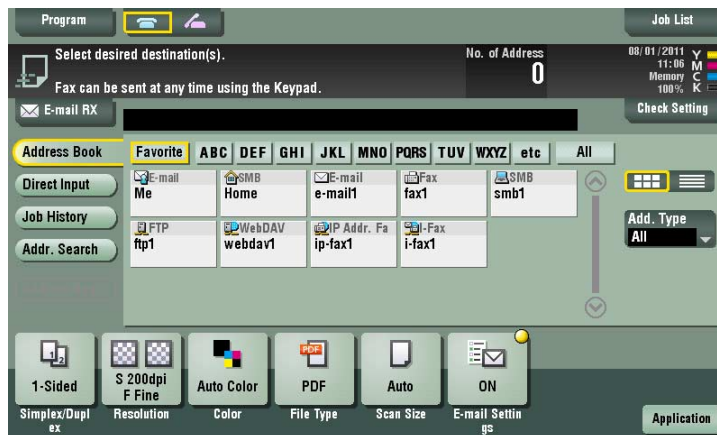 Program
Job List
Select desired destination(s).
No. of Address
0
Fax can be sent at any time using the Keypad.
08/01/2011
11:06
Memory
100%
Y
M
C
K
E-mail RX
Check Setting
Address Book
Favorite ABC DEF GHI JKL MNO PQRS TUV WXYZ etc All
Direct Input
Job History
Addr. Search
E-mail
Me
SMB
Home
E-mail
e-mail1
Fax
fax1
SMB
smb1
FTP
ftp1
WebDAV
webdav1
IP Addr. Fa
ip-fax1
I-Fax
i-fax1
Add. Type
All
1 2
1-Sided
Simplex/Dupl
ex
S 200dpi
F Fine
Resolution
Auto Color
Color
PDF
PDF
File Type
Auto
Scan Size
ON
E-mail Settin
gs
Application